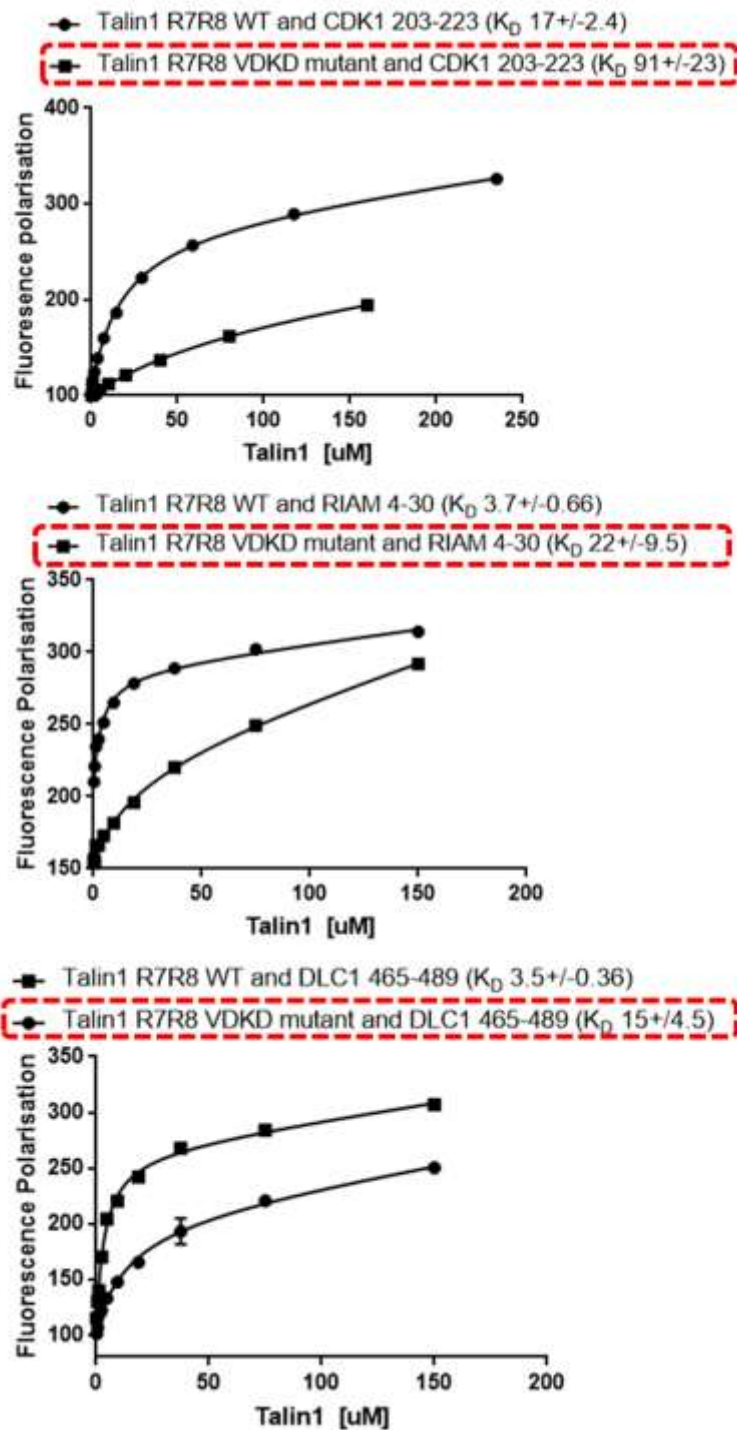 Talin1 R7R8 WT and CDK1 203-223 (KD 17+/-2.4)
Talin1 R7R8 VDKD mutant and CDK1 203-223 (KD 91+/-23)
400
300
200
100
Fluoresence polarisation
0 50 100 150 200 250
Talin1 [uM]
Talin1 R7R8 WT and RIAM 4-30 (KD 3.7+/-0.66)
Talin1 R7R8 VDKD mutant and RIAM 4-30 (KD 22+/-9.5)
350
300
250
200
150
Fluorescence Polarisation
0 50 100 150 200
Talin1 [uM]
Talin1 R7R8 WT and DLC1 465-489 (KD 3.5+/-0.36)
Talin1 R7R8 VDKD mutant and DLC1 465-489 (KD 15+/4.5)
350
300
250
200
150
100
Fluorescence Polarisation
0 50 100 150 200
Talin1 [uM]